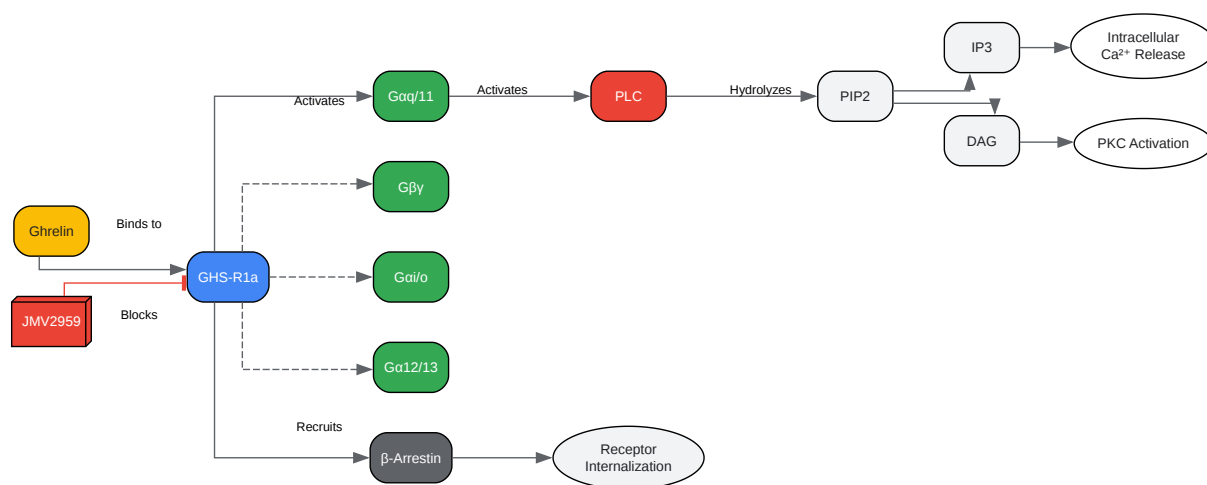 IP3
Intracellular
Ca²⁺ Release
Activates
Gαq/11
Activates
PLC
Hydrolyzes
PIP2
DAG
PKC Activation
Gβγ
Ghrelin
Binds to
GHS-R1a
Gαi/o
JMV2959
Blocks
Gα12/13
Recruits
β-Arrestin
Receptor
Internalization